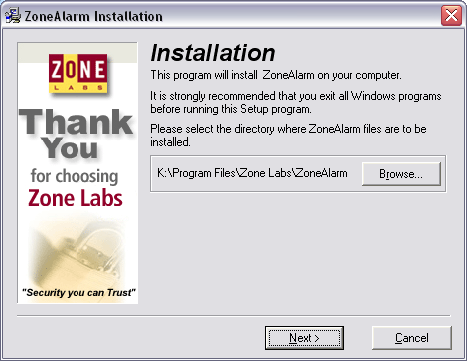 ZoneAlarm Installation
ZONE
LABS
Thank
You
for choosing
Zone Labs
"Security you can Trust"
Installation
This program will install ZoneAlarm on your computer.
It is strongly recommended that you exit all Windows programs
before running this Setup program.
Please select the directory where ZoneAlarm files are to be
installed.
K:\Program Files\Zone Labs\ZoneAlarm
Browse...
Next >
Cancel